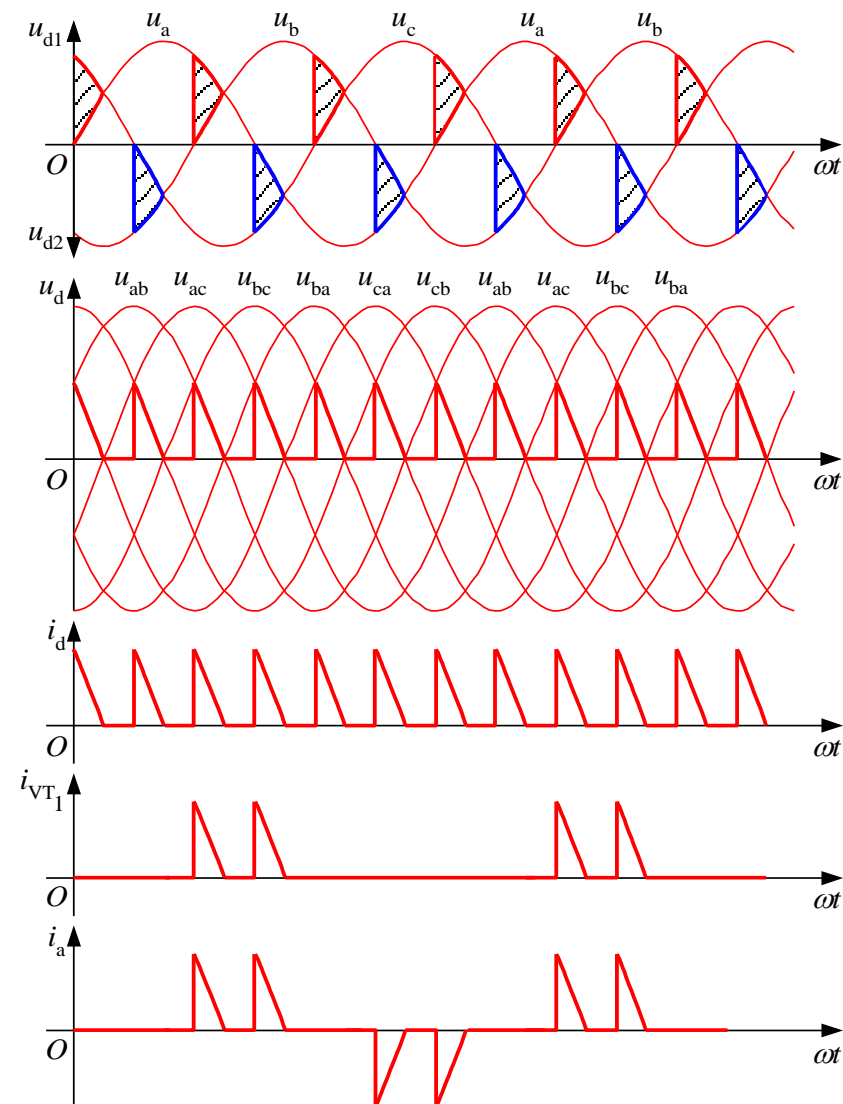 u_d1 u_a u_b u_c u_a u_b
O ωt
u_d2
u_d u_ab u_ac u_bc u_ba u_ca u_cb u_ab u_ac u_bc u_ba
O ωt
i_d
O ωt
i_VT1
O ωt
i_a
O ωt